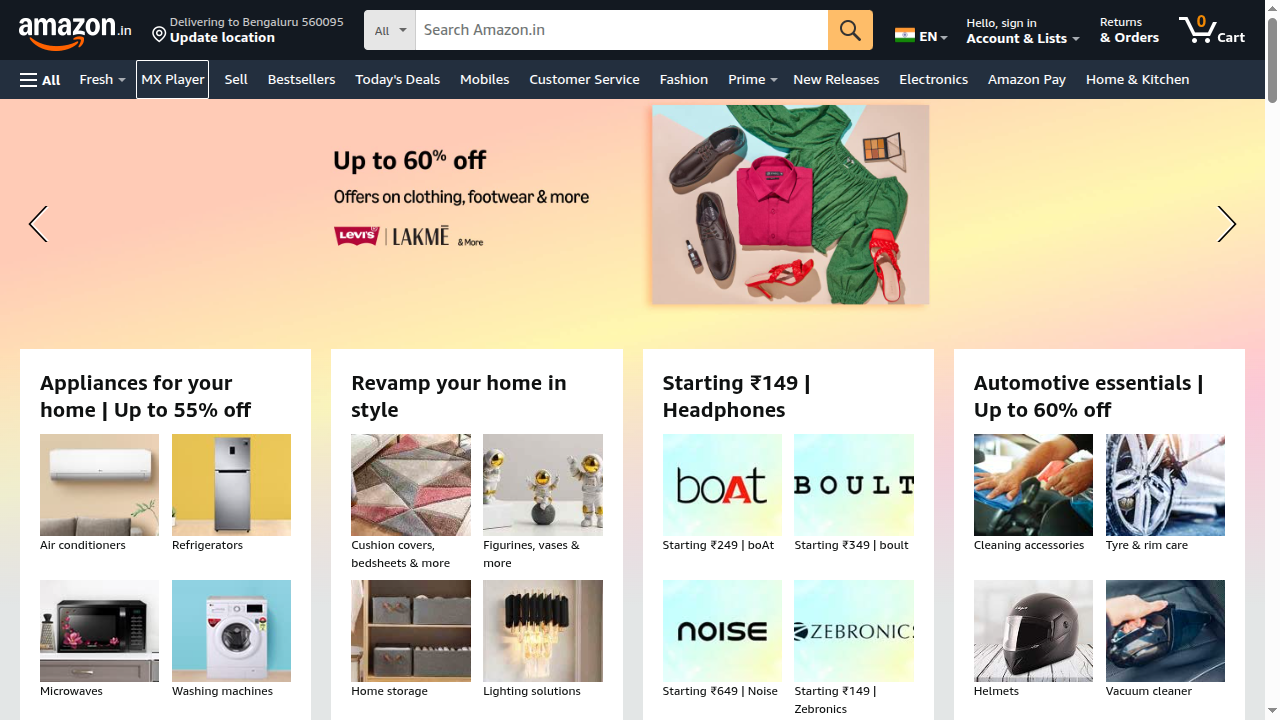 amazon.in
Delivering to Bengaluru 560095
Update location
All
Search Amazon.in
EN
Hello, sign in
Account & Lists
Returns
& Orders
0
Cart
All
Fresh
MX Player
Sell
Bestsellers
Today's Deals
Mobiles
Customer Service
Fashion
Prime
New Releases
Electronics
Amazon Pay
Home & Kitchen
Up to 60% off
Offers on clothing, footwear & more
Levi's LAKMĒ & More
Appliances for your
home | Up to 55% off
Air conditioners
Refrigerators
Microwaves
Washing machines
Revamp your home in
style
Cushion covers,
bedsheets & more
Figurines, vases &
more
Home storage
Lighting solutions
Starting ₹149 |
Headphones
boAt
BOULT
Starting ₹249 | boAt
Starting ₹349 | boult
noise
ZEBRONICS
Starting ₹649 | Noise
Starting ₹149 |
Zebronics
Automotive essentials |
Up to 60% off
Cleaning accessories
Tyre & rim care
Helmets
Vacuum cleaner